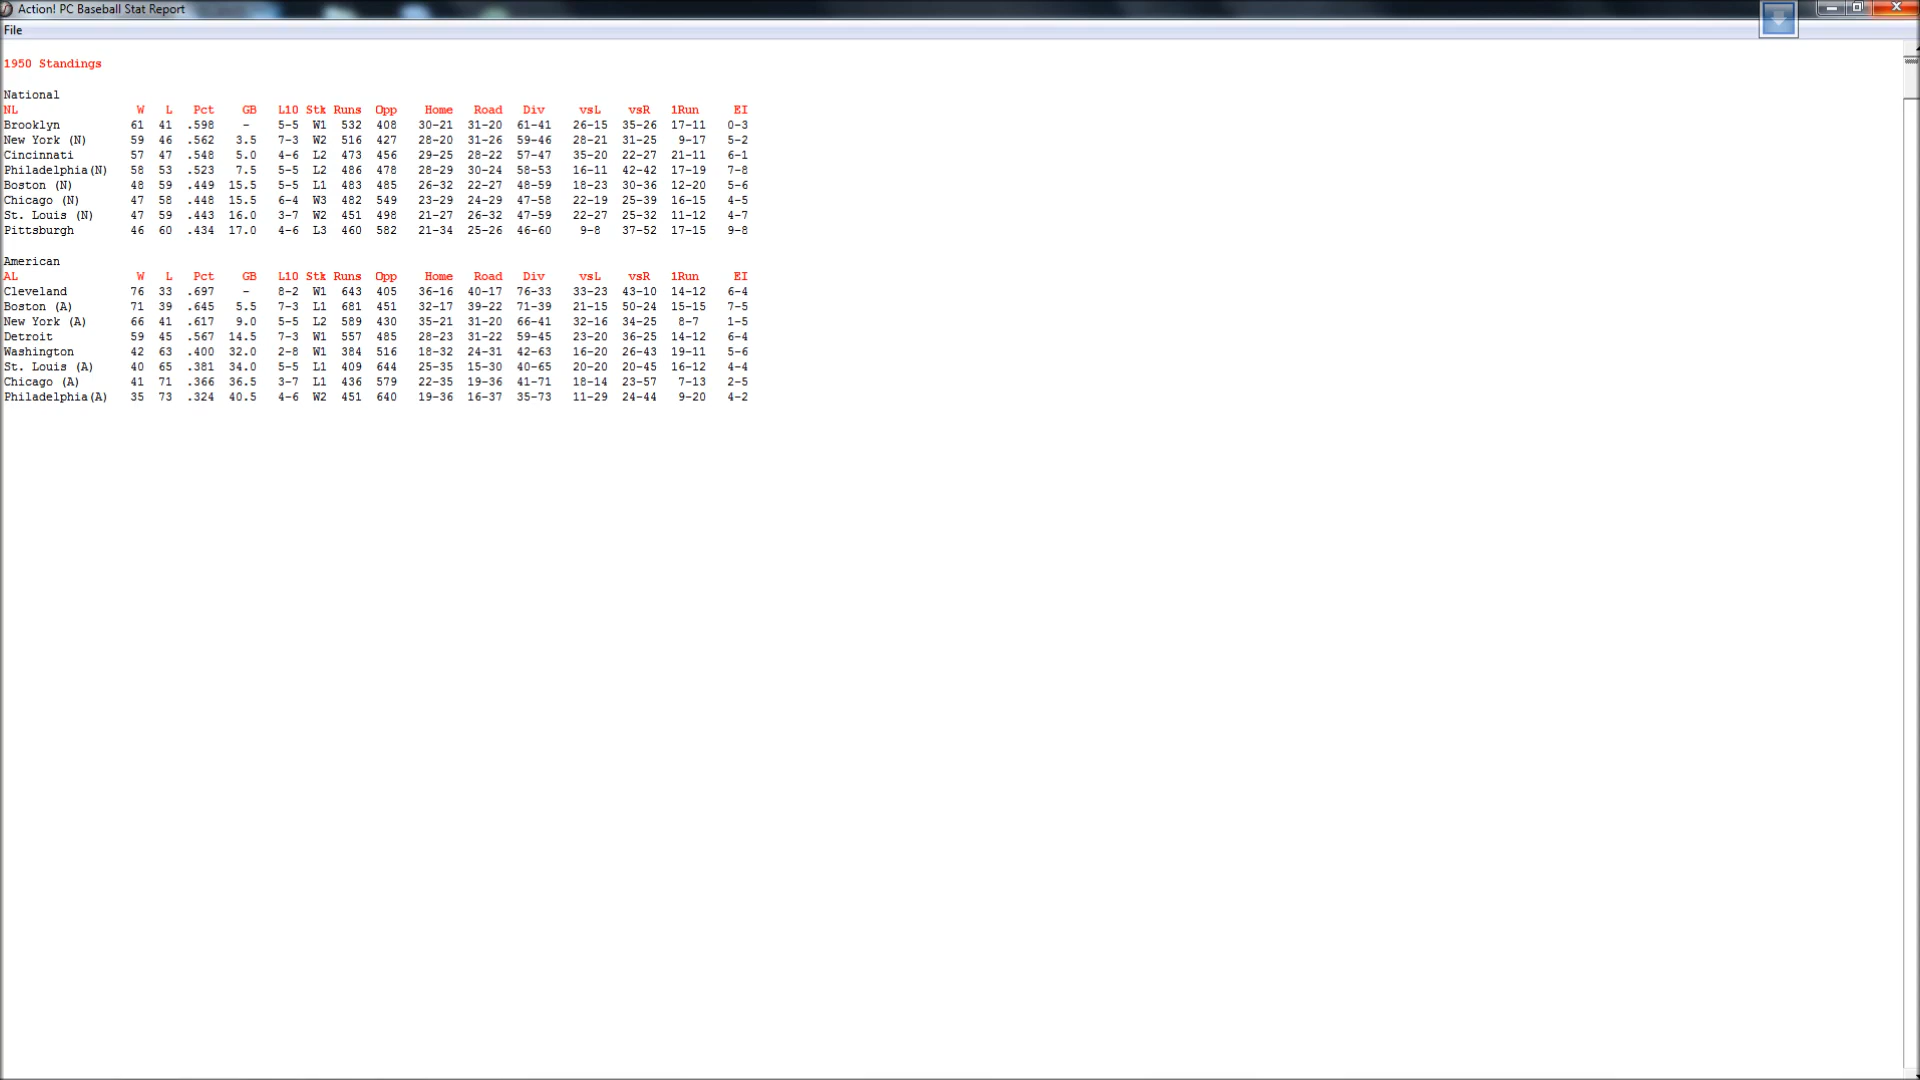 Action! PC Baseball Stat Report
File
1950 Standings
National
NL W L Pct GB L10 Stk Runs Opp Home Road Div vsL vsR 1Run EI
Brooklyn 61 41 .598 - 5-5 W1 532 408 30-21 31-20 61-41 26-15 35-26 17-11 0-3
New York (N) 59 46 .562 3.5 7-3 W2 516 427 28-20 31-26 59-46 28-21 31-25 9-17 5-2
Cincinnati 57 47 .548 5.0 4-6 L2 473 456 29-25 28-22 57-47 35-20 22-27 21-11 6-1
Philadelphia(N) 58 53 .523 7.5 5-5 L2 486 478 28-29 30-24 58-53 16-11 42-42 17-19 7-8
Boston (N) 48 59 .449 15.5 5-5 L1 483 485 26-32 22-27 48-59 18-23 30-36 12-20 5-6
Chicago (N) 47 58 .448 15.5 6-4 W3 482 549 23-29 24-29 47-58 22-19 25-39 16-15 4-5
St. Louis (N) 47 59 .443 16.0 3-7 W2 451 498 21-27 26-32 47-59 22-27 25-32 11-12 4-7
Pittsburgh 46 60 .434 17.0 4-6 L3 460 582 21-34 25-26 46-60 9-8 37-52 17-15 9-8
American
AL W L Pct GB L10 Stk Runs Opp Home Road Div vsL vsR 1Run EI
Cleveland 76 33 .697 - 8-2 W1 643 405 36-16 40-17 76-33 33-23 43-10 14-12 6-4
Boston (A) 71 39 .645 5.5 7-3 L1 681 451 32-17 39-22 71-39 21-15 50-24 15-15 7-5
New York (A) 66 41 .617 9.0 5-5 L2 589 430 35-21 31-20 66-41 32-16 34-25 8-7 1-5
Detroit 59 45 .567 14.5 7-3 W1 557 485 28-23 31-22 59-45 23-20 36-25 14-12 6-4
Washington 42 63 .400 32.0 2-8 W1 384 516 18-32 24-31 42-63 16-20 26-43 19-11 5-6
St. Louis (A) 40 65 .381 34.0 5-5 L1 409 644 25-35 15-30 40-65 20-20 20-45 16-12 4-4
Chicago (A) 41 71 .366 36.5 3-7 L1 436 579 22-35 19-36 41-71 18-14 23-57 7-13 2-5
Philadelphia(A) 35 73 .324 40.5 4-6 W2 451 640 19-36 16-37 35-73 11-29 24-44 9-20 4-2